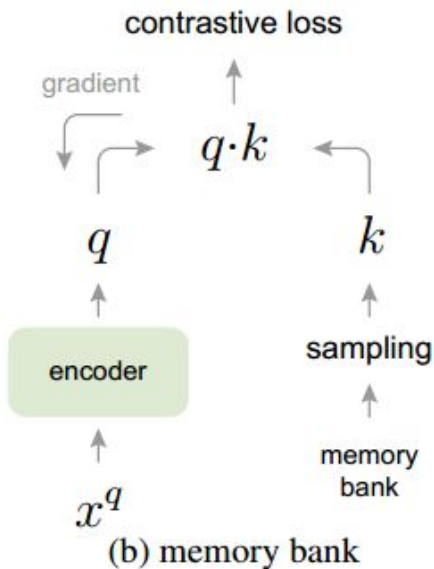 contrastive loss
gradient
q·k
q
k
encoder
sampling
memory
bank
x^q
(b) memory bank